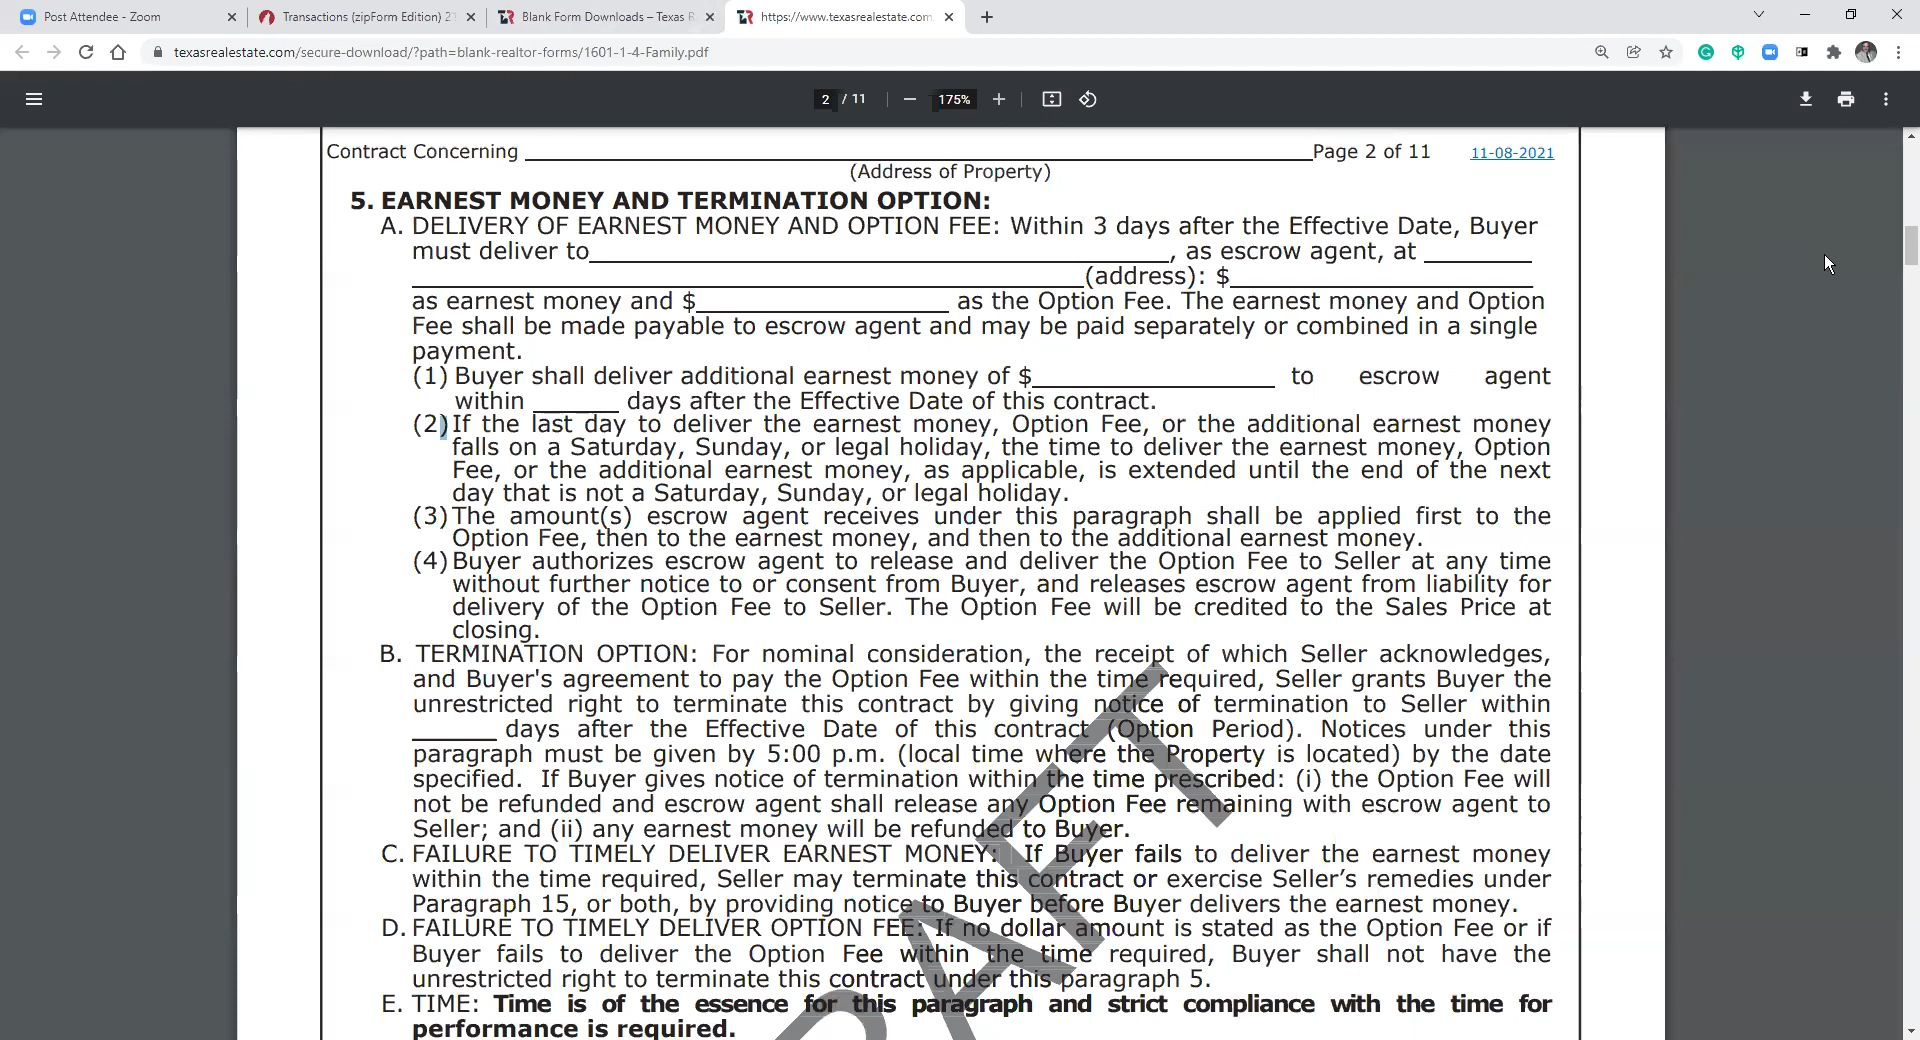 Post Attendee - Zoom
Transactions (zipForm Edition) 2
Blank Form Downloads – Texas R
https://www.texasrealestate.com
texasrealestate.com/secure-download/?path=blank-realtor-forms/1601-1-4-Family.pdf
2 / 11 175%
Contract Concerning Page 2 of 11 11-08-2021
(Address of Property)
5. EARNEST MONEY AND TERMINATION OPTION:
A. DELIVERY OF EARNEST MONEY AND OPTION FEE: Within 3 days after the Effective Date, Buyer
must deliver to , as escrow agent, at
(address): $
as earnest money and $ as the Option Fee. The earnest money and Option
Fee shall be made payable to escrow agent and may be paid separately or combined in a single
payment.
(1) Buyer shall deliver additional earnest money of $ to escrow agent
within days after the Effective Date of this contract.
(2) If the last day to deliver the earnest money, Option Fee, or the additional earnest money
falls on a Saturday, Sunday, or legal holiday, the time to deliver the earnest money, Option
Fee, or the additional earnest money, as applicable, is extended until the end of the next
day that is not a Saturday, Sunday, or legal holiday.
(3) The amount(s) escrow agent receives under this paragraph shall be applied first to the
Option Fee, then to the earnest money, and then to the additional earnest money.
(4) Buyer authorizes escrow agent to release and deliver the Option Fee to Seller at any time
without further notice to or consent from Buyer, and releases escrow agent from liability for
delivery of the Option Fee to Seller. The Option Fee will be credited to the Sales Price at
closing.
B. TERMINATION OPTION: For nominal consideration, the receipt of which Seller acknowledges,
and Buyer's agreement to pay the Option Fee within the time required, Seller grants Buyer the
unrestricted right to terminate this contract by giving notice of termination to Seller within
days after the Effective Date of this contract (Option Period). Notices under this
paragraph must be given by 5:00 p.m. (local time where the Property is located) by the date
specified. If Buyer gives notice of termination within the time prescribed: (i) the Option Fee will
not be refunded and escrow agent shall release any Option Fee remaining with escrow agent to
Seller; and (ii) any earnest money will be refunded to Buyer.
C. FAILURE TO TIMELY DELIVER EARNEST MONEY: If Buyer fails to deliver the earnest money
within the time required, Seller may terminate this contract or exercise Seller’s remedies under
Paragraph 15, or both, by providing notice to Buyer before Buyer delivers the earnest money.
D. FAILURE TO TIMELY DELIVER OPTION FEE: If no dollar amount is stated as the Option Fee or if
Buyer fails to deliver the Option Fee within the time required, Buyer shall not have the
unrestricted right to terminate this contract under this paragraph 5.
E. TIME: Time is of the essence for this paragraph and strict compliance with the time for
performance is required.